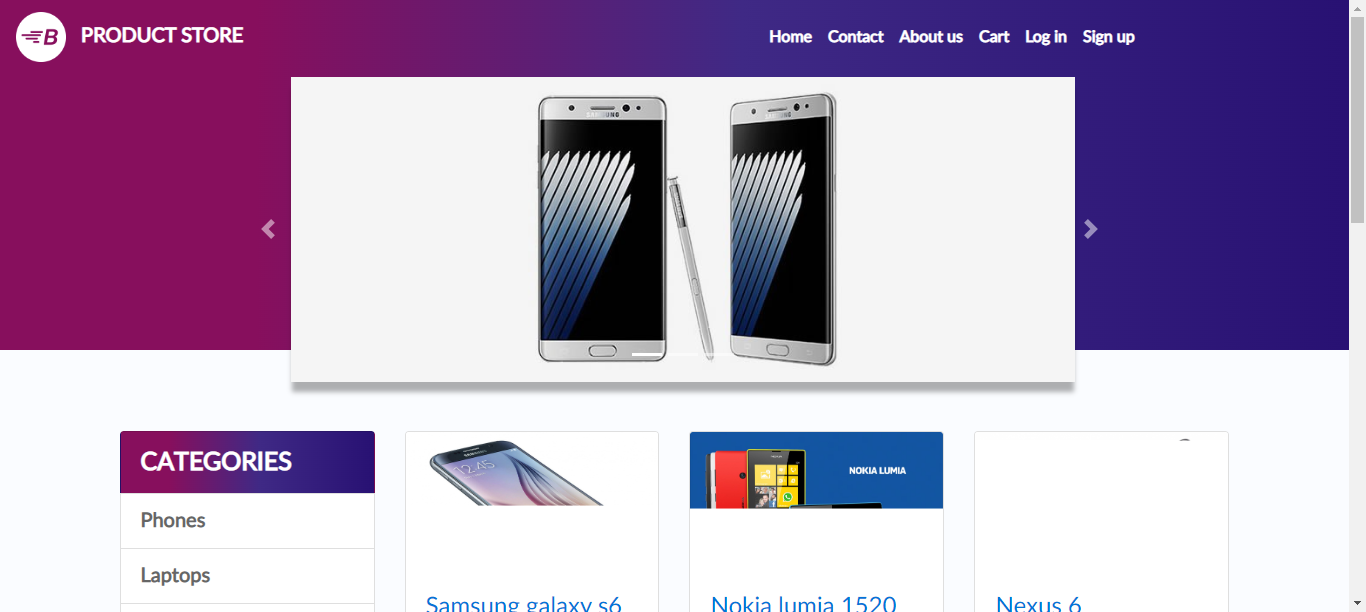 B PRODUCT STORE
Home Contact About us Cart Log in Sign up
SAMSUNG
SAMSUNG
CATEGORIES
Phones
Laptops
12:45
NOKIA LUMIA
Samsung galaxy s6
Nokia lumia 1520
Nexus 6